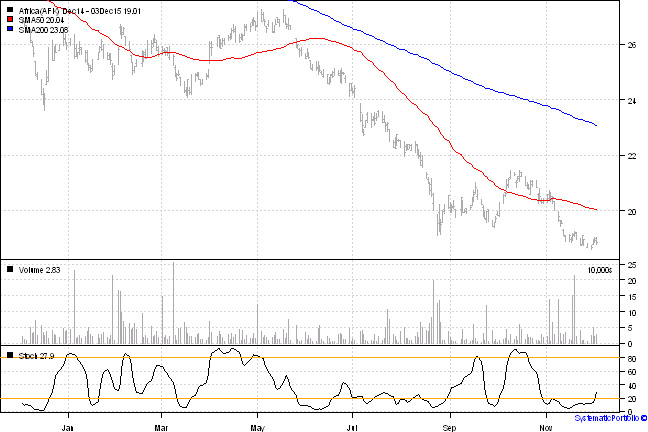 Africa(AFK) Dec14 - 03Dec15 19.01
SMA50 20.04
SMA200 23.08
26
24
22
20
Volume 2.83
10,000s
25
20
15
10
5
0
Stoch 27.9
80
60
40
20
0
Jan Mar May Jul Sep Nov
SystematicPortfolio ©